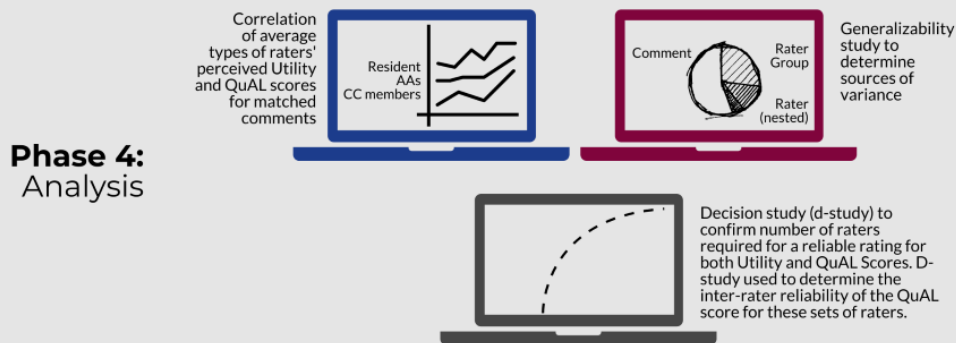 Phase 4:
Analysis
Correlation
of average
types of raters'
perceived Utility
and QuAL scores
for matched
comments
Resident
AAs
CC members
Comment
Rater
Group
Rater
(nested)
Generalizability
study to
determine
sources of
variance
Decision study (d-study) to
confirm number of raters
required for a reliable rating for
both Utility and QuAL Scores. D-
study used to determine the
inter-rater reliability of the QuAL
score for these sets of raters.